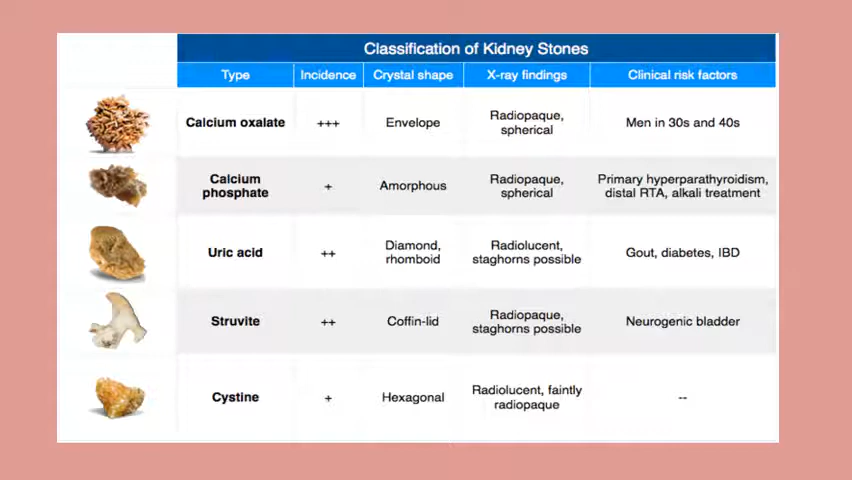 Classification of Kidney Stones
Type Incidence Crystal shape X-ray findings Clinical risk factors
Calcium oxalate +++ Envelope Radiopaque, spherical Men in 30s and 40s
Calcium phosphate + Amorphous Radiopaque, spherical Primary hyperparathyroidism, distal RTA, alkali treatment
Uric acid ++ Diamond, rhomboid Radiolucent, staghorns possible Gout, diabetes, IBD
Struvite ++ Coffin-lid Radiopaque, staghorns possible Neurogenic bladder
Cystine + Hexagonal Radiolucent, faintly radiopaque --